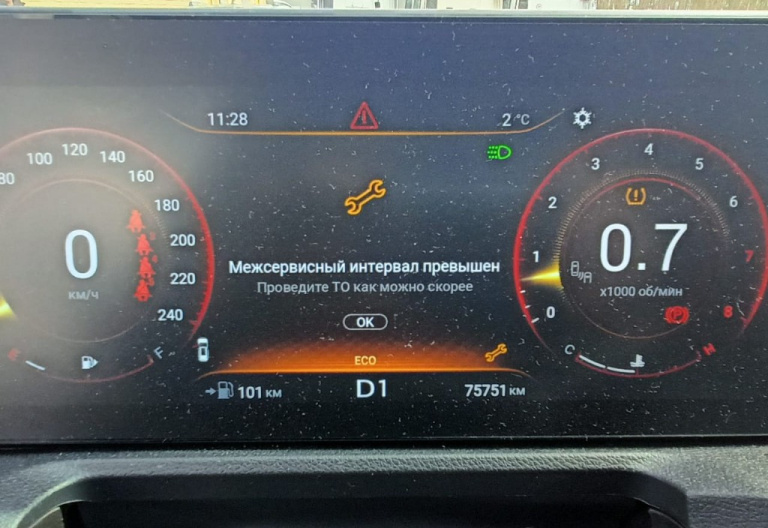 11:28
2 °C
80
100
120
140
160
180
200
220
240
0
км/ч
E
F
Межсервисный интервал превышен
Проведите ТО как можно скорее
OK
ECO
101 км
D1
75751 км
0
1
2
3
4
5
6
7
8
0.7
x1000 об/мин
P
A
C
H